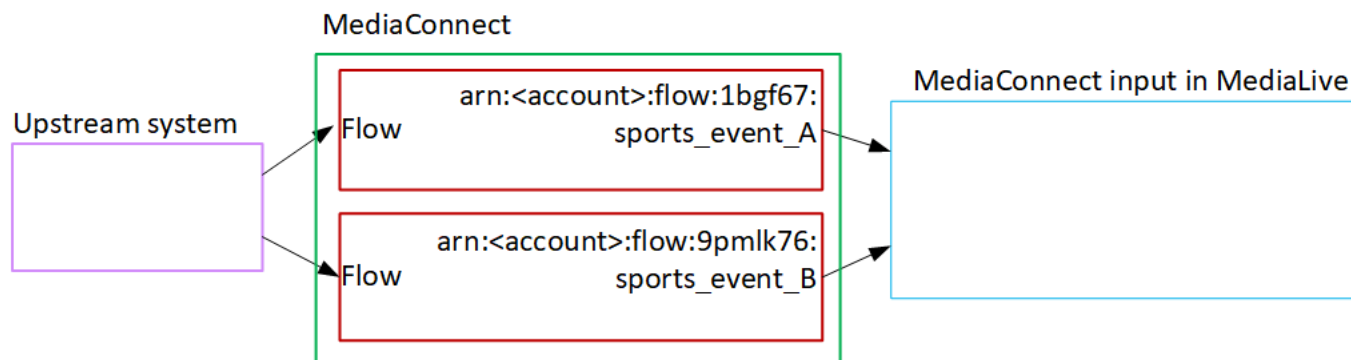 MediaConnect
MediaConnect input in MediaLive
Upstream system
arn:<account>:flow:1bgf67:
Flow
sports_event_A
arn:<account>:flow:9pmlk76:
Flow
sports_event_B